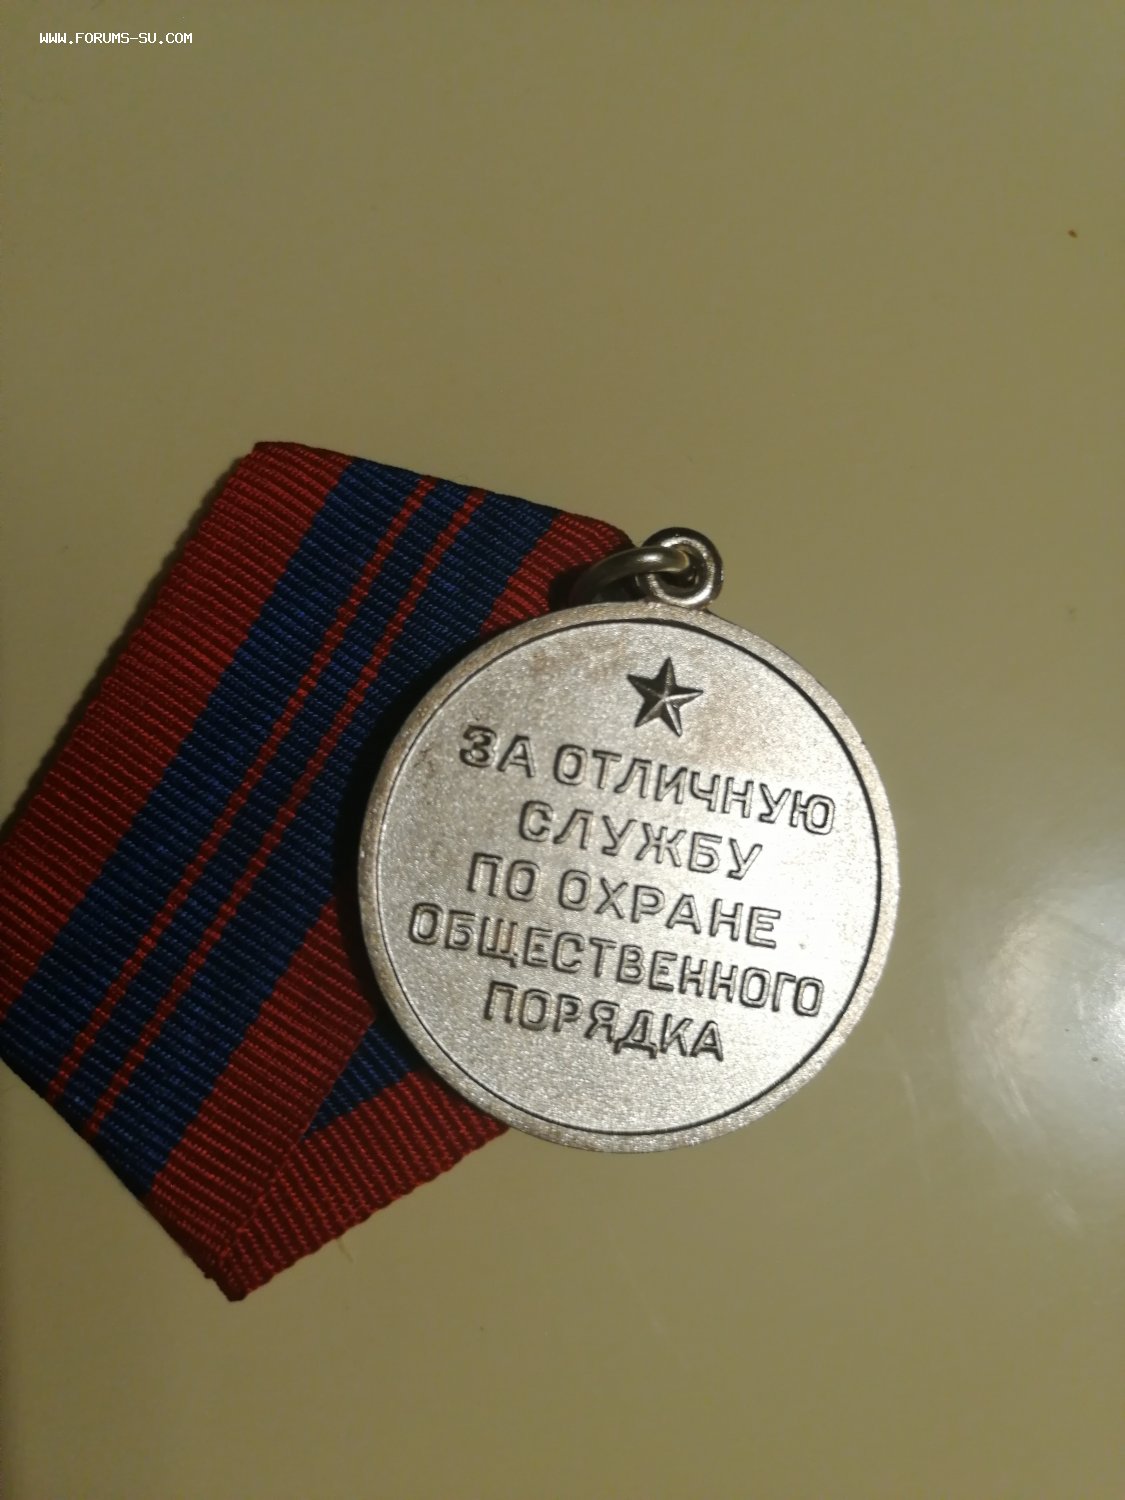 WWW.FORUMS-SU.COM
ЗА ОТЛИЧНУЮ
СЛУЖБУ
ПО ОХРАНЕ
ОБЩЕСТВЕННОГО
ПОРЯДКА